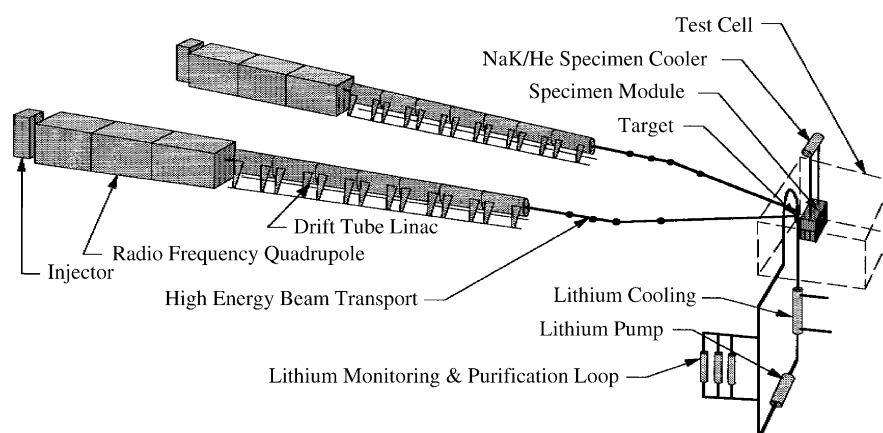 Test Cell
NaK/He Specimen Cooler
Specimen Module
Target
Drift Tube Linac
Radio Frequency Quadrupole
Injector
High Energy Beam Transport
Lithium Cooling
Lithium Pump
Lithium Monitoring & Purification Loop